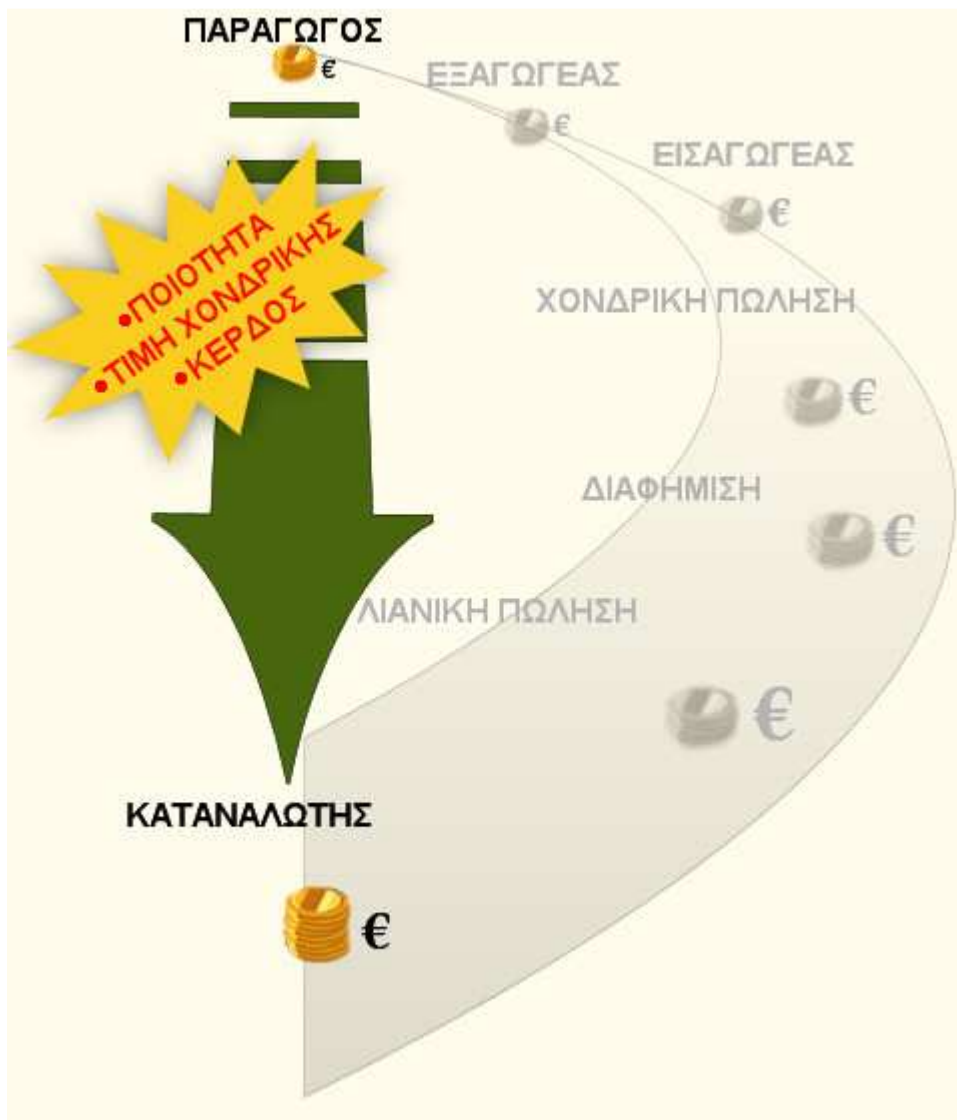 ΠΑΡΑΓΩΓΟΣ
€
ΕΞΑΓΩΓΕΑΣ
€
ΕΙΣΑΓΩΓΕΑΣ
€
•ΠΟΙΟΤΗΤΑ
•ΤΙΜΗ ΧΟΝΔΡΙΚΗΣ
•ΚΕΡΔΟΣ
ΧΟΝΔΡΙΚΗ ΠΩΛΗΣΗ
€
ΔΙΑΦΗΜΙΣΗ
€
ΛΙΑΝΙΚΗ ΠΩΛΗΣΗ
€
ΚΑΤΑΝΑΛΩΤΗΣ
€